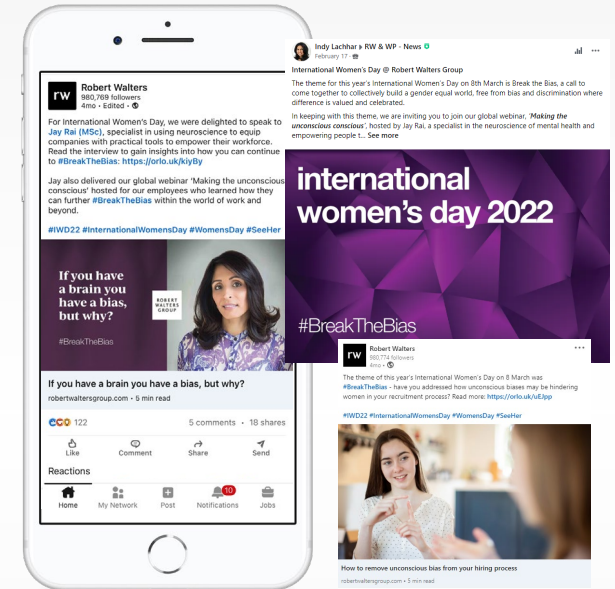 rw
Robert Walters
980,769 followers
4mo • Edited •
For International Women's Day, we were delighted to speak to
Jay Rai (MSc), specialist in using neuroscience to equip
companies with practical tools to empower their workforce.
Read the interview to gain insights into how you can continue
to #BreakTheBias: https://orlo.uk/kiyBy
Jay also delivered our global webinar 'Making the unconscious
conscious' hosted for our employees who learned how they
can further #BreakTheBias within the world of work and
beyond.
#IWD22 #InternationalWomensDay #WomensDay #SeeHer
If you have
a brain you
have a bias,
but why?
#BreakTheBias
ROBERT
WALTERS
GROUP
If you have a brain you have a bias, but why?
robertwaltersgroup.com • 5 min read
122
5 comments • 18 shares
Like
Comment
Share
Send
Reactions
Home
My Network
Post
10
Notifications
Jobs
Indy Lachhar ▸ RW & WP - News
February 17 ·
International Women's Day @ Robert Walters Group
The theme for this year's International Women's Day on 8th March is Break the Bias, a call to
come together to collectively build a gender equal world, free from bias and discrimination where
difference is valued and celebrated.
In keeping with this theme, we are inviting you to join our global webinar, 'Making the
unconscious conscious', hosted by Jay Rai, a specialist in the neuroscience of mental health and
empowering people t... See more
international
women's day 2022
#BreakTheBias
rw
Robert Walters
980,774 followers
4mo •
The theme of this year's International Women's Day on 8 March was
#BreakTheBias - have you addressed how unconscious biases may be hindering
women in your recruitment process? Read more: https://orlo.uk/uEJpp
#IWD22 #InternationalWomensDay #WomensDay #SeeHer
How to remove unconscious bias from your hiring process
robertwaltersgroup.com • 5 min read